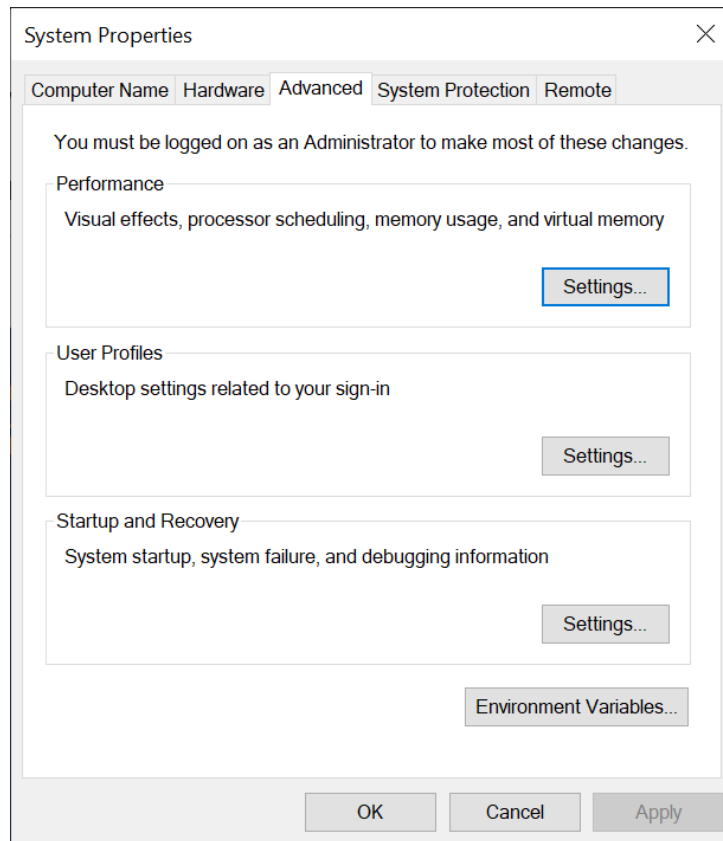 System Properties
Computer Name Hardware Advanced System Protection Remote
You must be logged on as an Administrator to make most of these changes.
Performance
Visual effects, processor scheduling, memory usage, and virtual memory
Settings...
User Profiles
Desktop settings related to your sign-in
Settings...
Startup and Recovery
System startup, system failure, and debugging information
Settings...
Environment Variables...
OK Cancel Apply